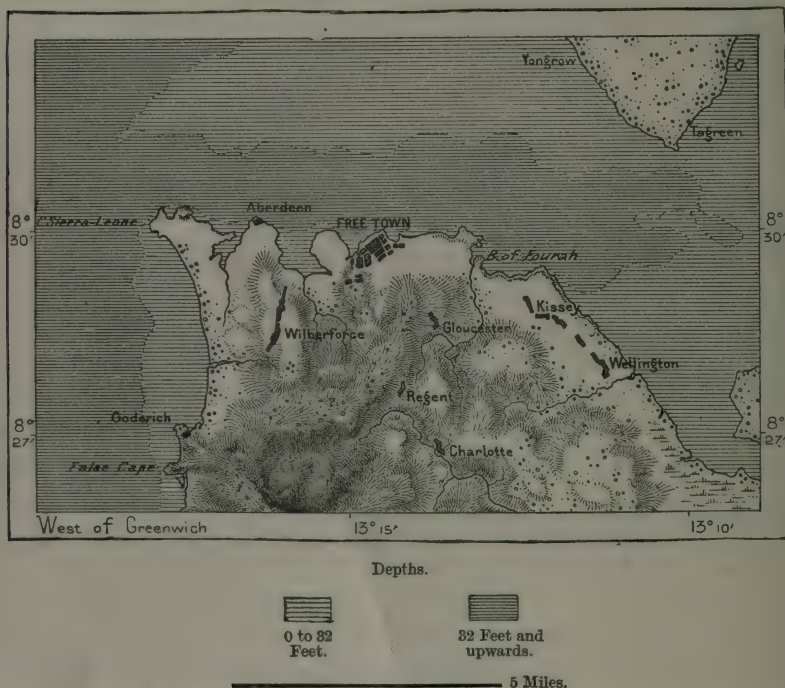 Yongrow
Tagreen
Aberdeen
C. Sierra-Leone
FREE TOWN
8°
30'
8°
30'
B. of Fourah
Kissey
Wilberforce
Gloucester
Wellington
Regent
Goderich
8°
27'
8°
27'
Charlotte
False Cape
West of Greenwich
13°15'
13°10'
Depths.
0 to 32
Feet.
32 Feet and
upwards.
5 Miles.